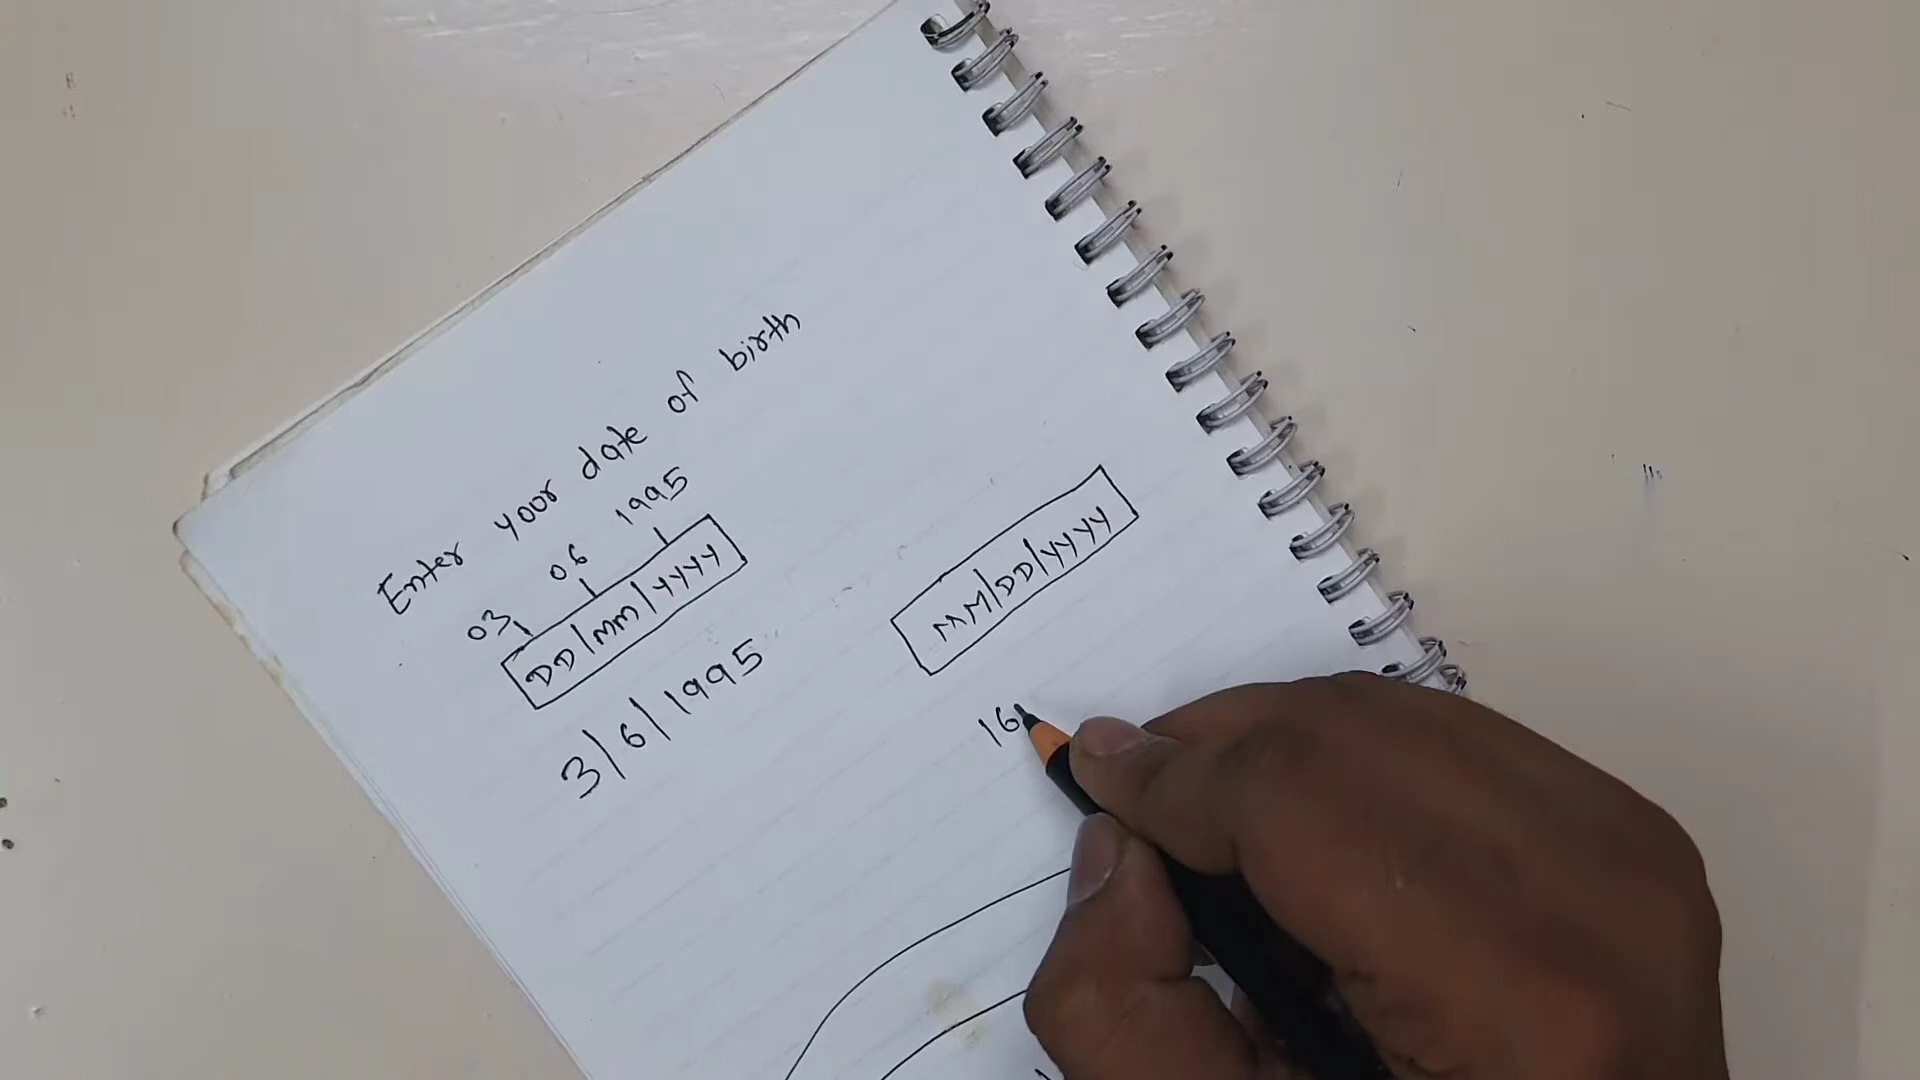 Enter your date of birth
03 06 1995
DD/MM/YYYY
3/6/1995
MM/DD/YYYY
16